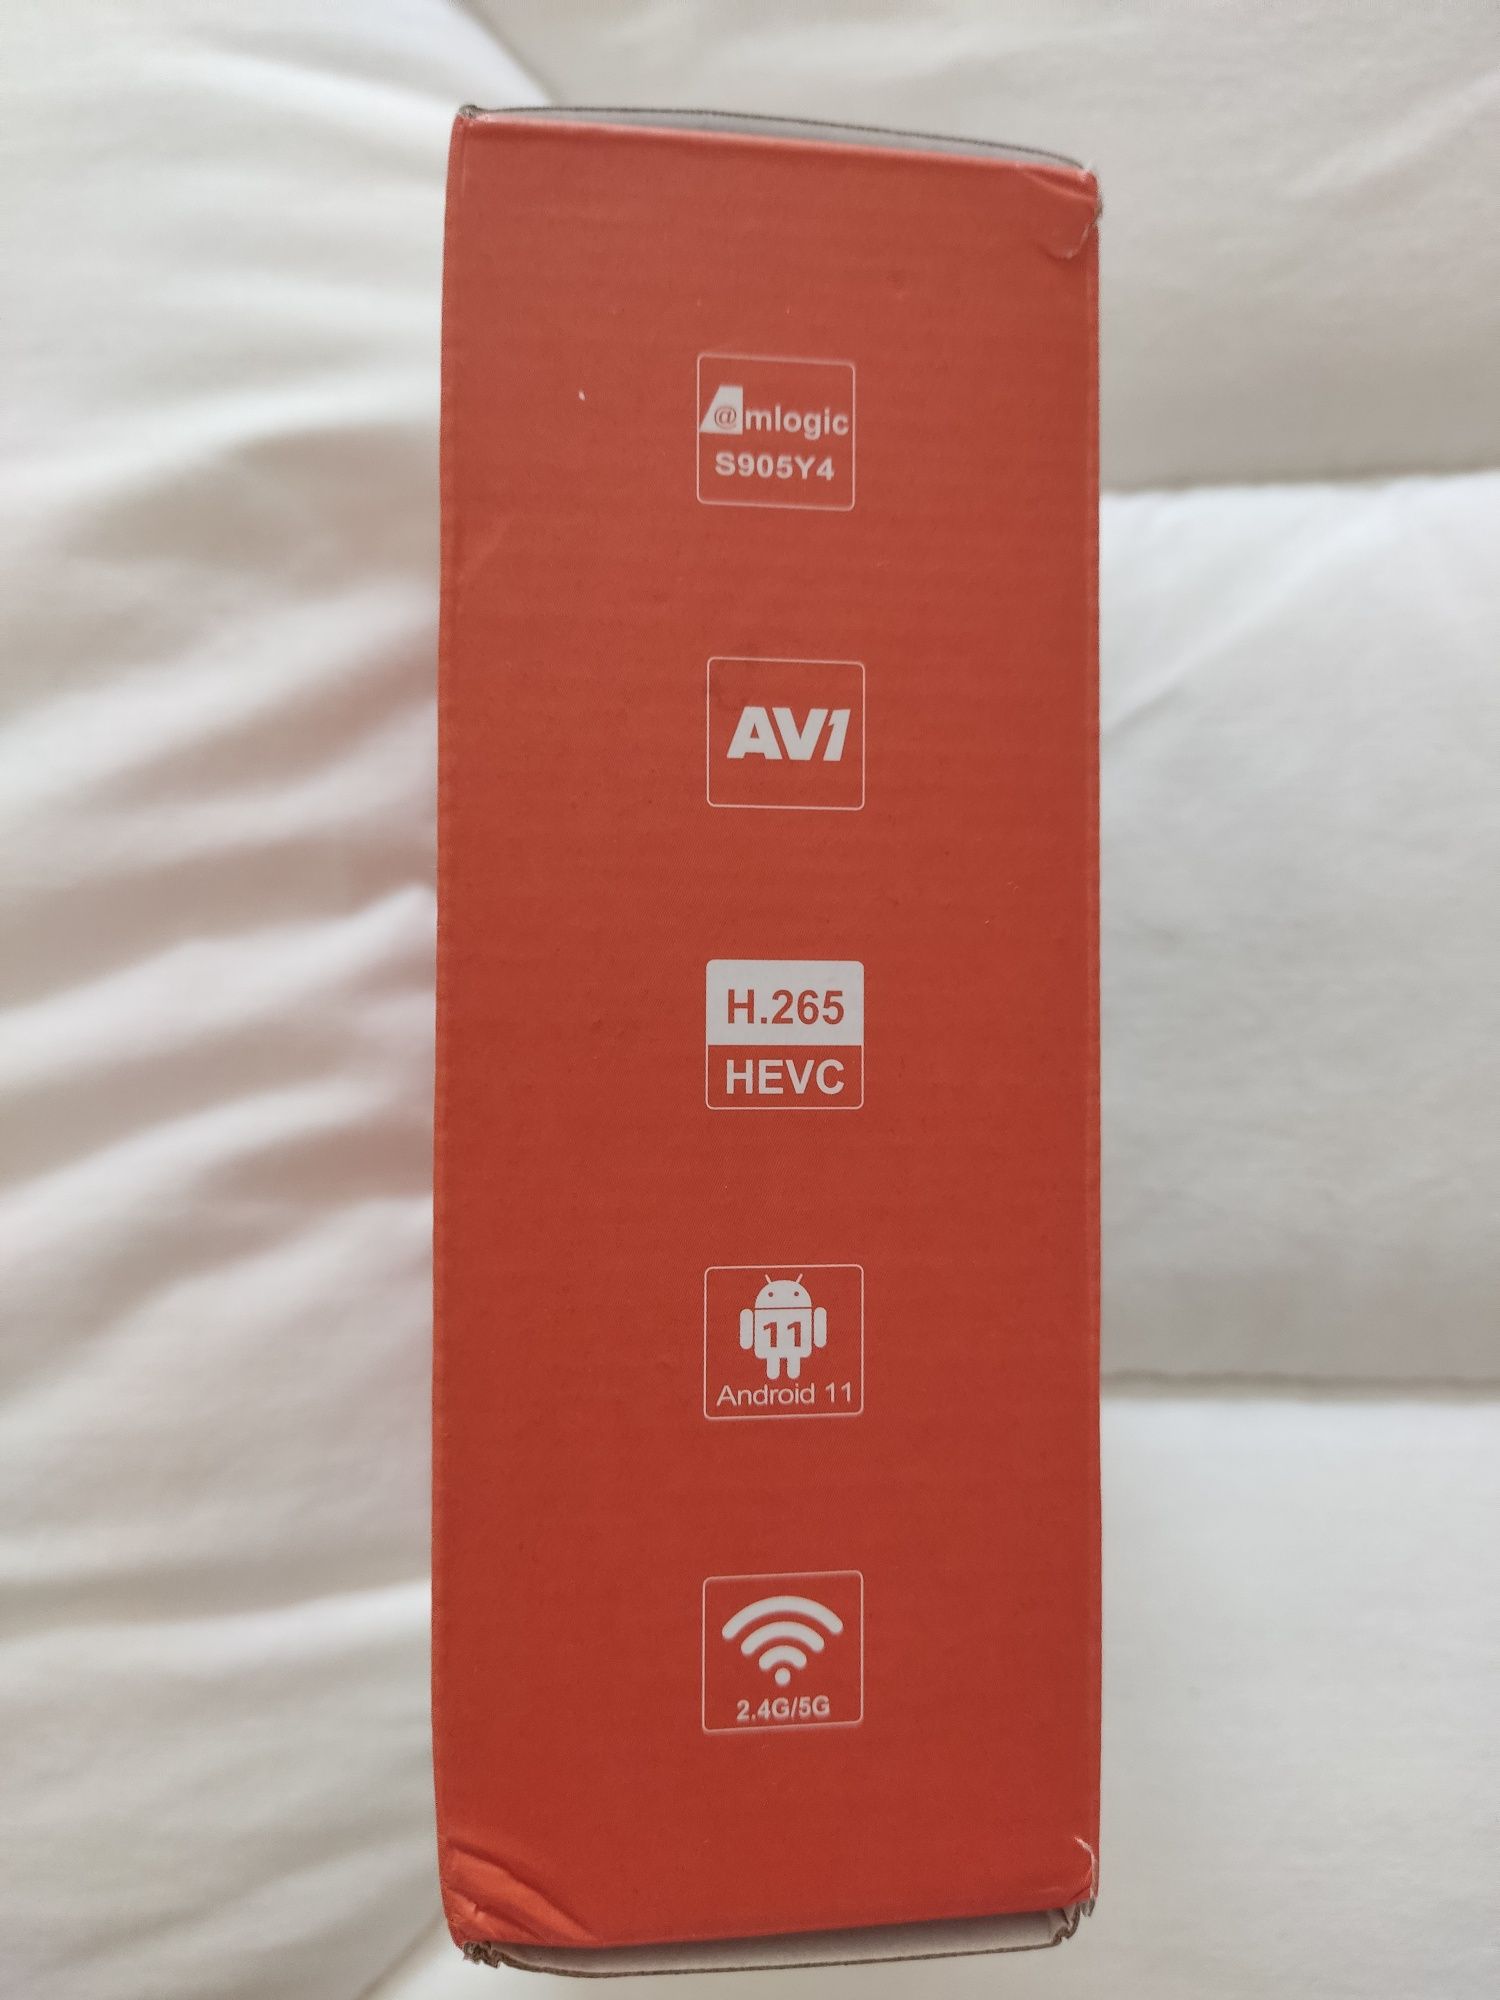 @mlogic
S905Y4
AV1
H.265
HEVC
11
Android 11
2.4G/5G